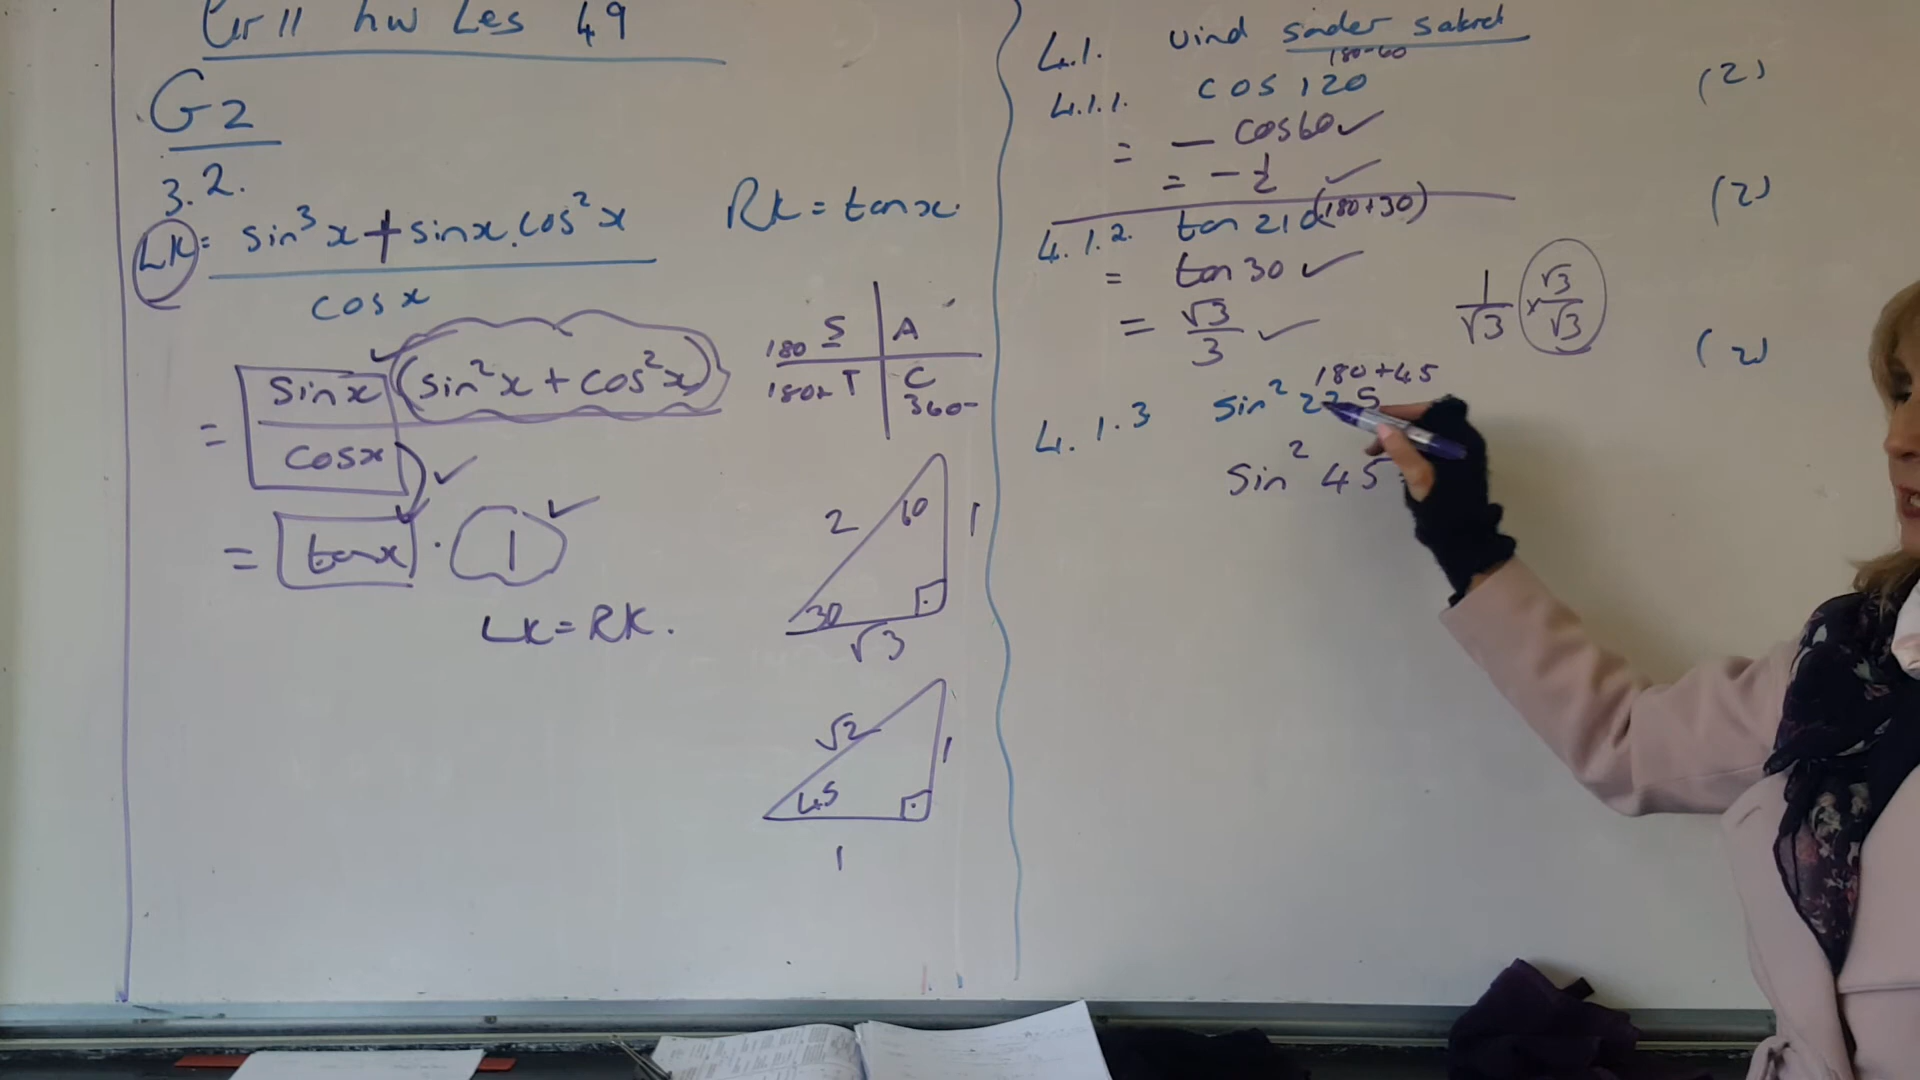 Gr 11 hw Les 49
G2
3.2.
LK = sin³x + sinx.cos²x RK = tanx.
cosx
= sinx (sin²x + cos²x)
cosx
= tanx · 1
LK = RK.
180 S A
180+ T C
360-
2 60 1
30
√3
√2 1
45
1
4.1. vind sonder sakrek
180-60
4.1.1. cos 120 (2)
= - cos60
= - ½
4.1.2. tan 210 (180+30) (2)
= tan 30
= √3/3 1/√3 × √3/√3
180+45 (2)
4.1.3 sin² 225
sin² 45